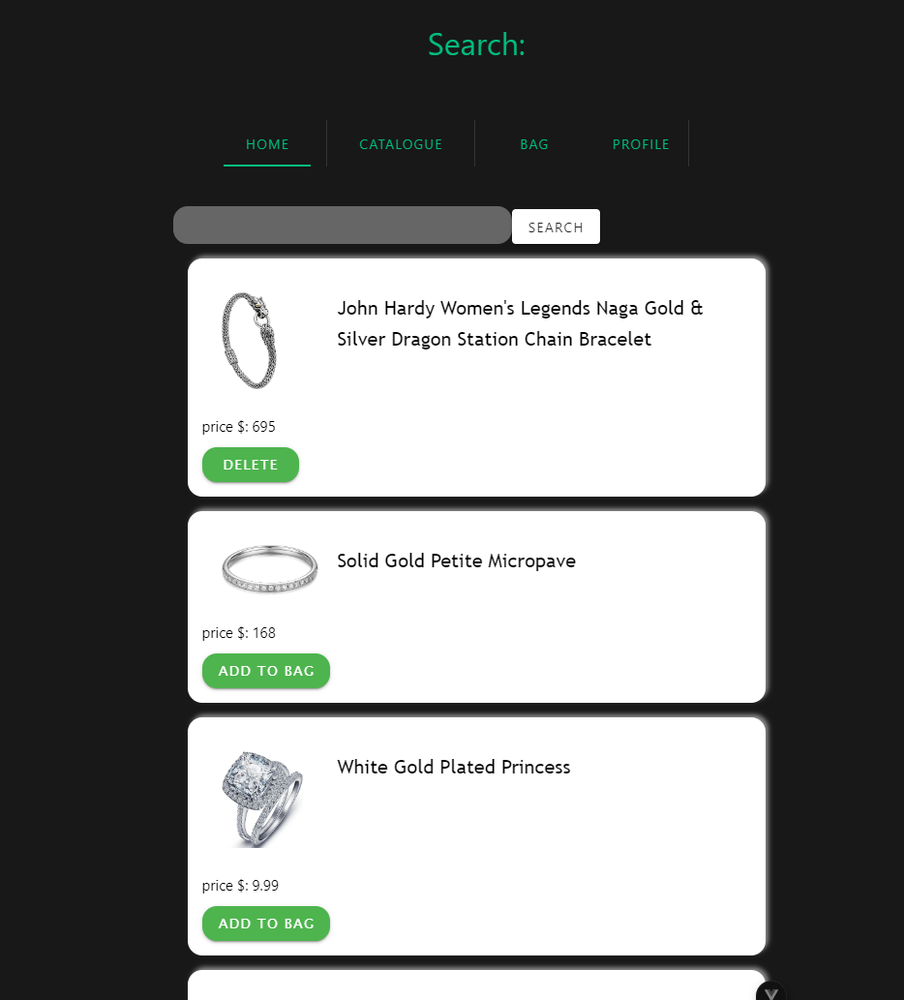 Search:
HOME
CATALOGUE
BAG
PROFILE
SEARCH
John Hardy Women's Legends Naga Gold &
Silver Dragon Station Chain Bracelet
price $: 695
DELETE
Solid Gold Petite Micropave
price $: 168
ADD TO BAG
White Gold Plated Princess
price $: 9.99
ADD TO BAG